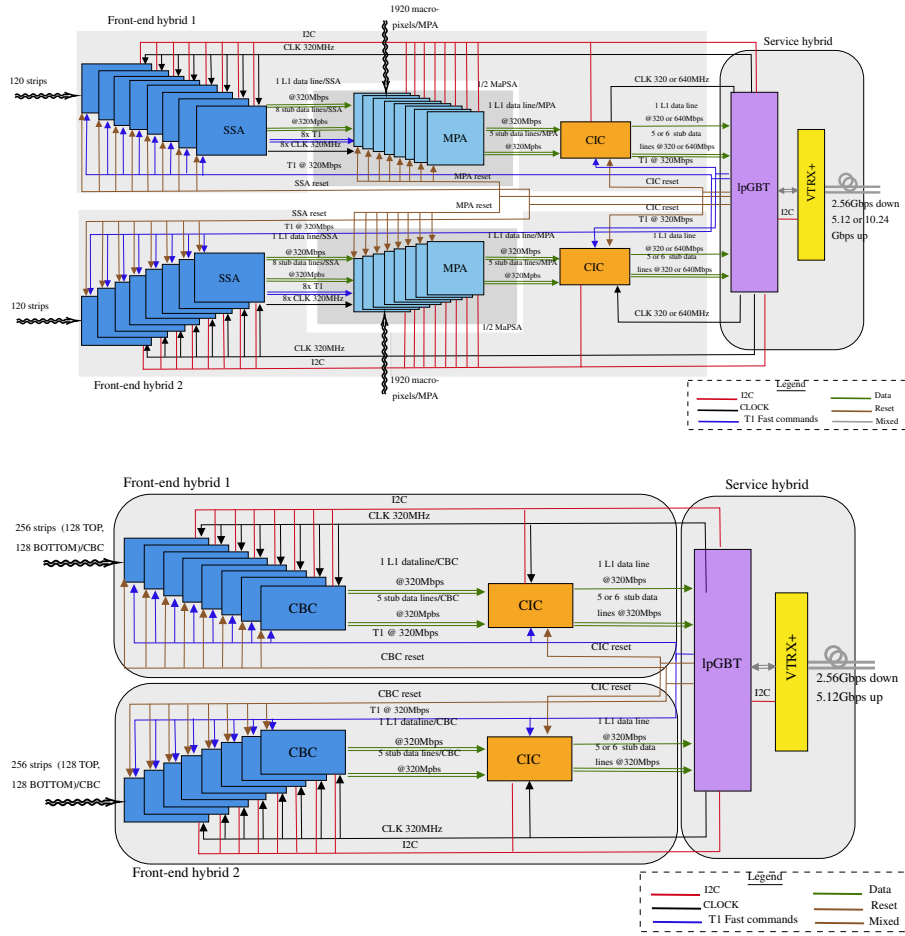 1920 macro-
pixels/MPA
Front-end hybrid 1
I2C
CLK 320MHz
Service hybrid
120 strips
1 L1 data line/SSA
@320Mbps
8 stub data lines/SSA
@320Mpbs
8x T1
8x CLK 320MHz
T1 @ 320Mbps
SSA
1/2 MaPSA
MPA
1 L1 data line/MPA
@320Mbps
5 stub data lines/MPA
@320Mpbs
CIC
CLK 320 or 640MHz
1 L1 data line
@320 or 640Mbps
5 or 6 stub data
lines @320 or 640Mbps
T1 @ 320Mbps
lpGBT
VTRX+
SSA reset
MPA reset
CIC reset
I2C
2.56Gbps down
5.12 or 10.24
Gbps up
SSA reset
MPA reset
CIC reset
T1 @ 320Mbps
T1 @ 320Mbps
1 L1 data line/SSA
@320Mbps
8 stub data lines/SSA
@320Mpbs
8x T1
8x CLK 320MHz
SSA
MPA
1 L1 data line/MPA
@320Mbps
5 stub data lines/MPA
@320Mpbs
CIC
1 L1 data line
@320 or 640Mbps
5 or 6 stub data
lines @320 or 640Mbps
120 strips
CLK 320 or 640MHz
1/2 MaPSA
CLK 320MHz
I2C
Front-end hybrid 2
1920 macro-
pixels/MPA
Legend
I2C
Data
CLOCK
Reset
T1 Fast commands
Mixed
Front-end hybrid 1
I2C
CLK 320MHz
Service hybrid
256 strips (128 TOP,
128 BOTTOM)/CBC
CBC
1 L1 dataline/CBC
@320Mbps
5 stub data lines/CBC
@320Mpbs
T1 @ 320Mbps
CIC
1 L1 data line
@320Mbps
5 or 6 stub data
lines @320Mbps
CBC reset
CIC reset
lpGBT
VTRX+
I2C
2.56Gbps down
5.12Gbps up
CBC reset
CIC reset
T1 @ 320Mbps
1 L1 dataline/CBC
@320Mbps
5 stub data lines/CBC
@320Mpbs
CBC
CIC
1 L1 data line
@320Mbps
5 or 6 stub data
lines @320Mbps
256 strips (128 TOP,
128 BOTTOM)/CBC
CLK 320MHz
I2C
Front-end hybrid 2
Legend
I2C
Data
CLOCK
Reset
T1 Fast commands
Mixed